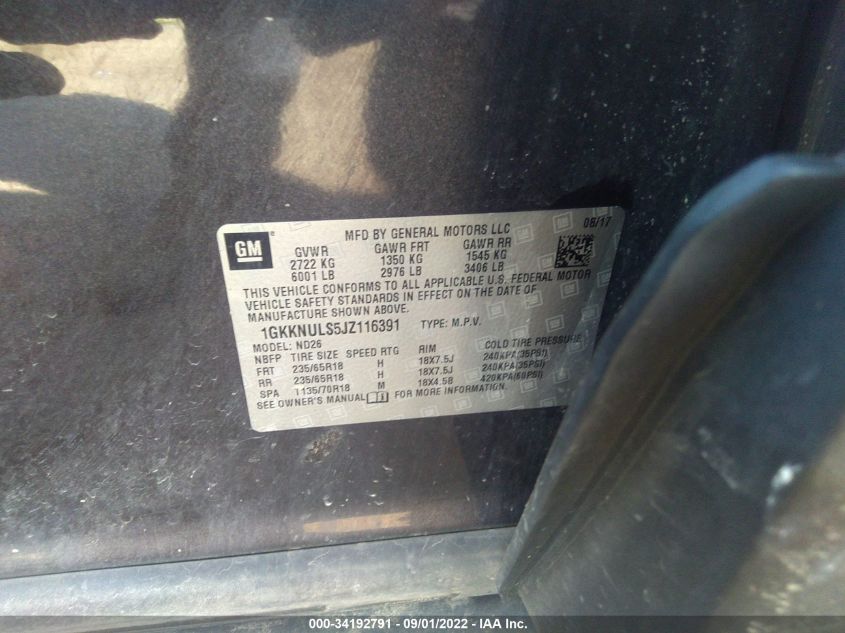 GM
®
MFD BY GENERAL MOTORS LLC
08/17
GVWR GAWR FRT GAWR RR
2722 KG 1350 KG 1545 KG
6001 LB 2976 LB 3406 LB
THIS VEHICLE CONFORMS TO ALL APPLICABLE U.S. FEDERAL MOTOR
VEHICLE SAFETY STANDARDS IN EFFECT ON THE DATE OF
MANUFACTURE SHOWN ABOVE.
1GKKNULS5JZ116391 TYPE: M.P.V.
MODEL: ND26
NBFP TIRE SIZE SPEED RTG RIM COLD TIRE PRESSURE
FRT 235/65R18 H 18X7.5J 240KPA(35PSI)
RR 235/65R18 H 18X7.5J 240KPA(35PSI)
SPA T135/70R18 M 18X4.5B 420KPA(60PSI)
SEE OWNER'S MANUAL FOR MORE INFORMATION.
000-34192791 - 09/01/2022 - IAA Inc.